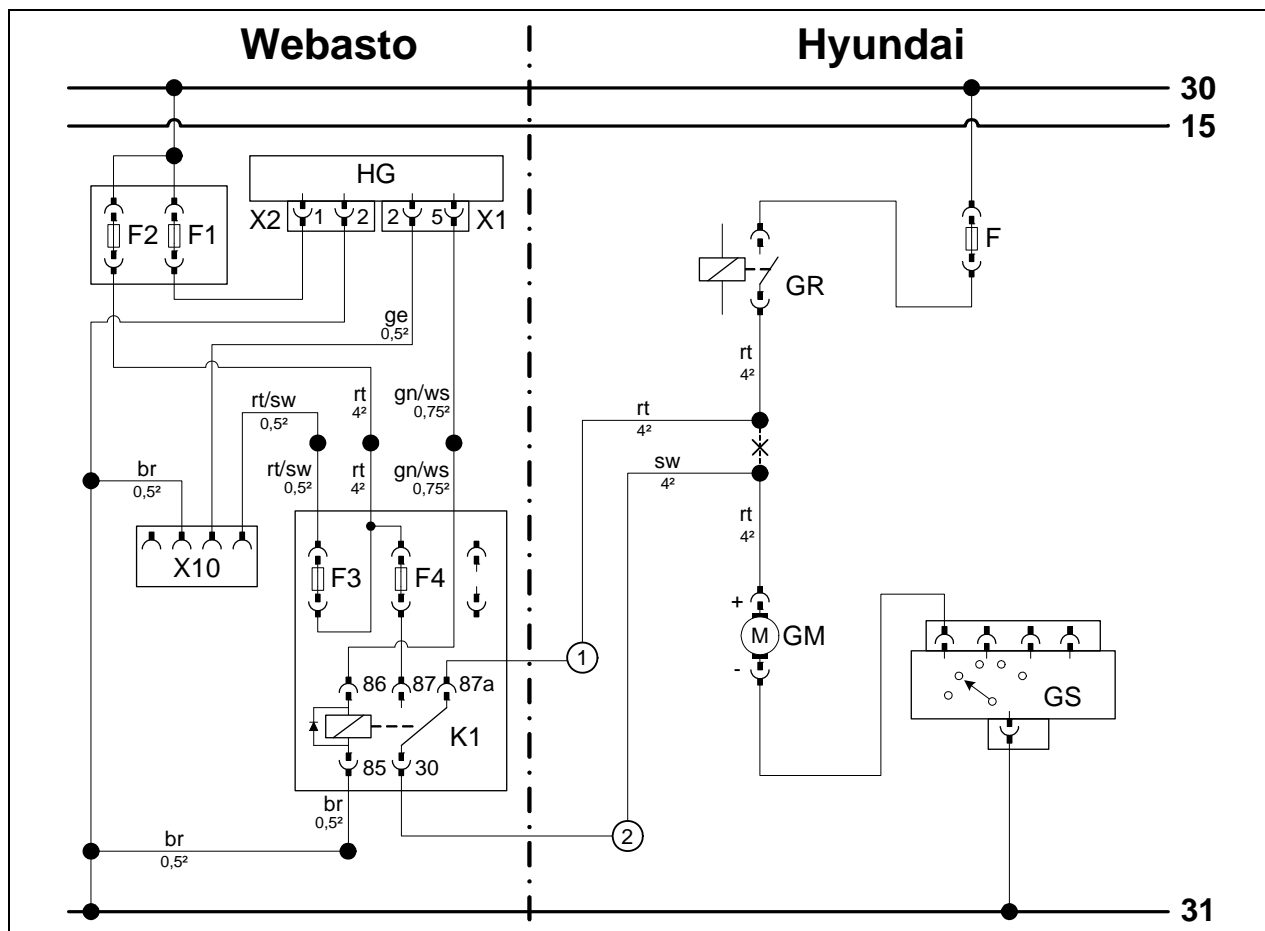 Webasto
Hyundai
30
15
HG
X2
1
2
2
5
X1
F2
F1
F
GR
ge
0,5²
rt
4²
rt/sw
0,5²
rt
4²
gn/ws
0,75²
rt
4²
br
0,5²
rt/sw
0,5²
rt
4²
gn/ws
0,75²
sw
4²
rt
4²
X10
F3
F4
+
M
GM
-
1
86
87
87a
GS
K1
85
30
br
0,5²
br
0,5²
2
31